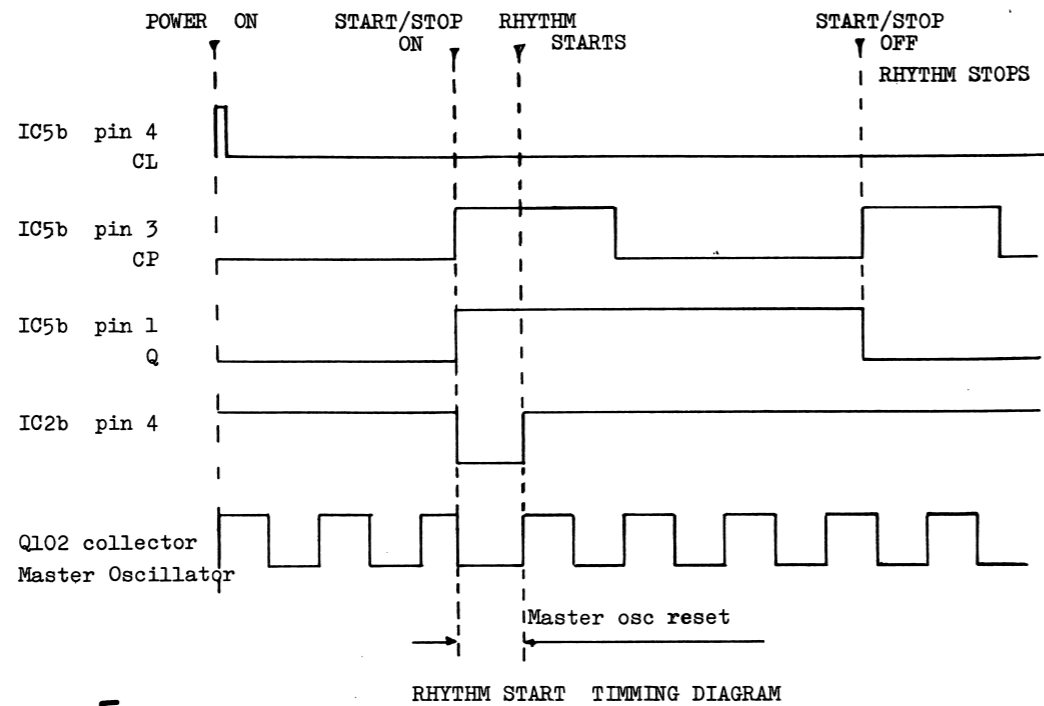 POWER ON START/STOP RHYTHM START/STOP
ON STARTS OFF
RHYTHM STOPS
IC5b pin 4
CL
IC5b pin 3
CP
IC5b pin 1
Q
IC2b pin 4
Q102 collector
Master Oscillator
Master osc reset
RHYTHM START TIMMING DIAGRAM